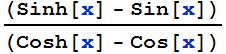 (Sinh[x] - Sin[x])
(Cosh[x] - Cos[x])